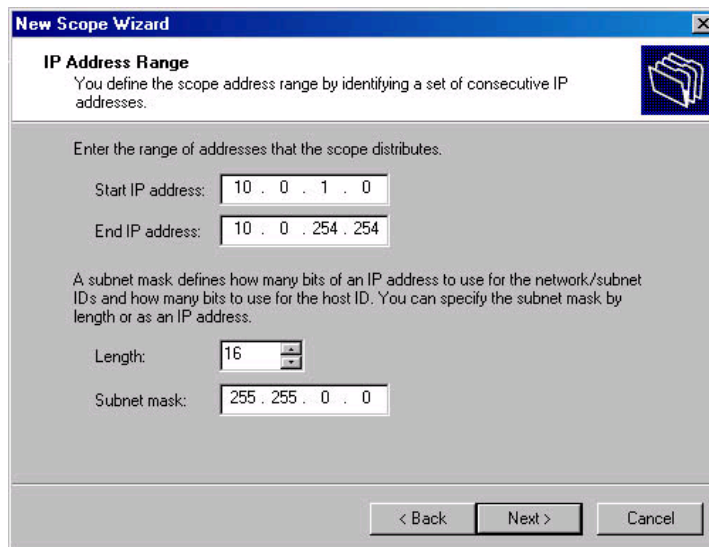 New Scope Wizard
IP Address Range
You define the scope address range by identifying a set of consecutive IP
addresses.
Enter the range of addresses that the scope distributes.
Start IP address: 10 . 0 . 1 . 0
End IP address: 10 . 0 . 254 . 254
A subnet mask defines how many bits of an IP address to use for the network/subnet
IDs and how many bits to use for the host ID. You can specify the subnet mask by
length or as an IP address.
Length: 16
Subnet mask: 255 . 255 . 0 . 0
< Back Next > Cancel